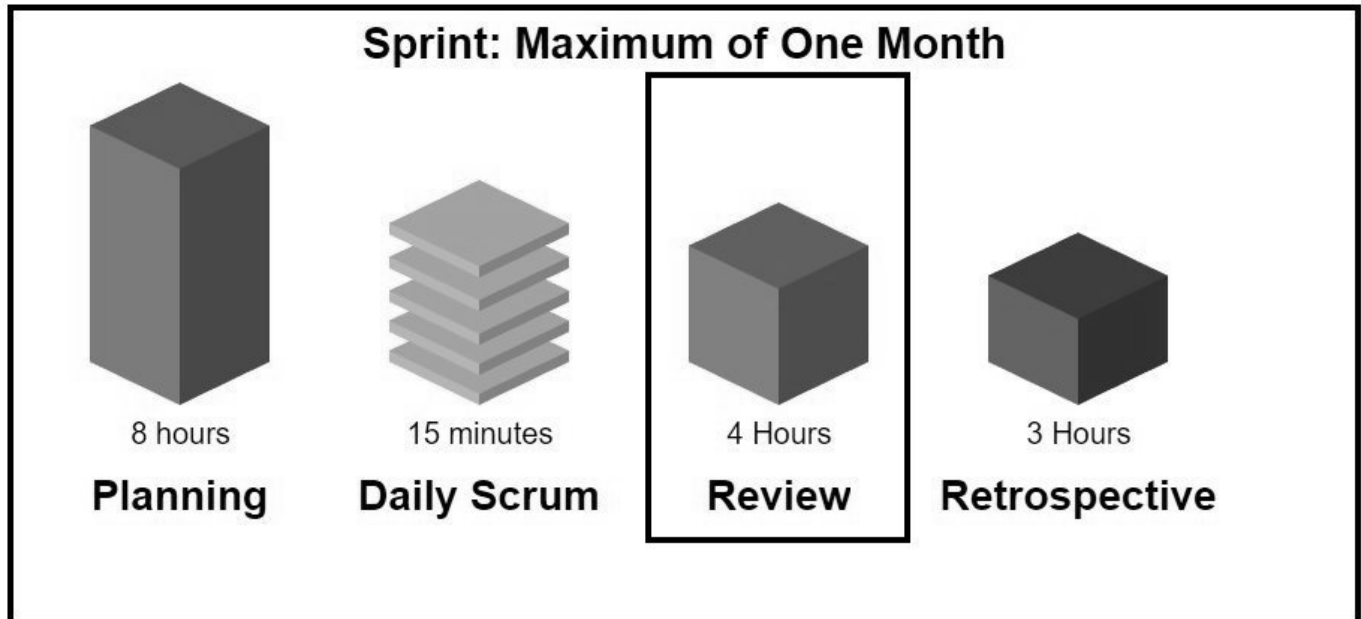 Sprint: Maximum of One Month
8 hours
15 minutes
4 Hours
3 Hours
Planning
Daily Scrum
Review
Retrospective